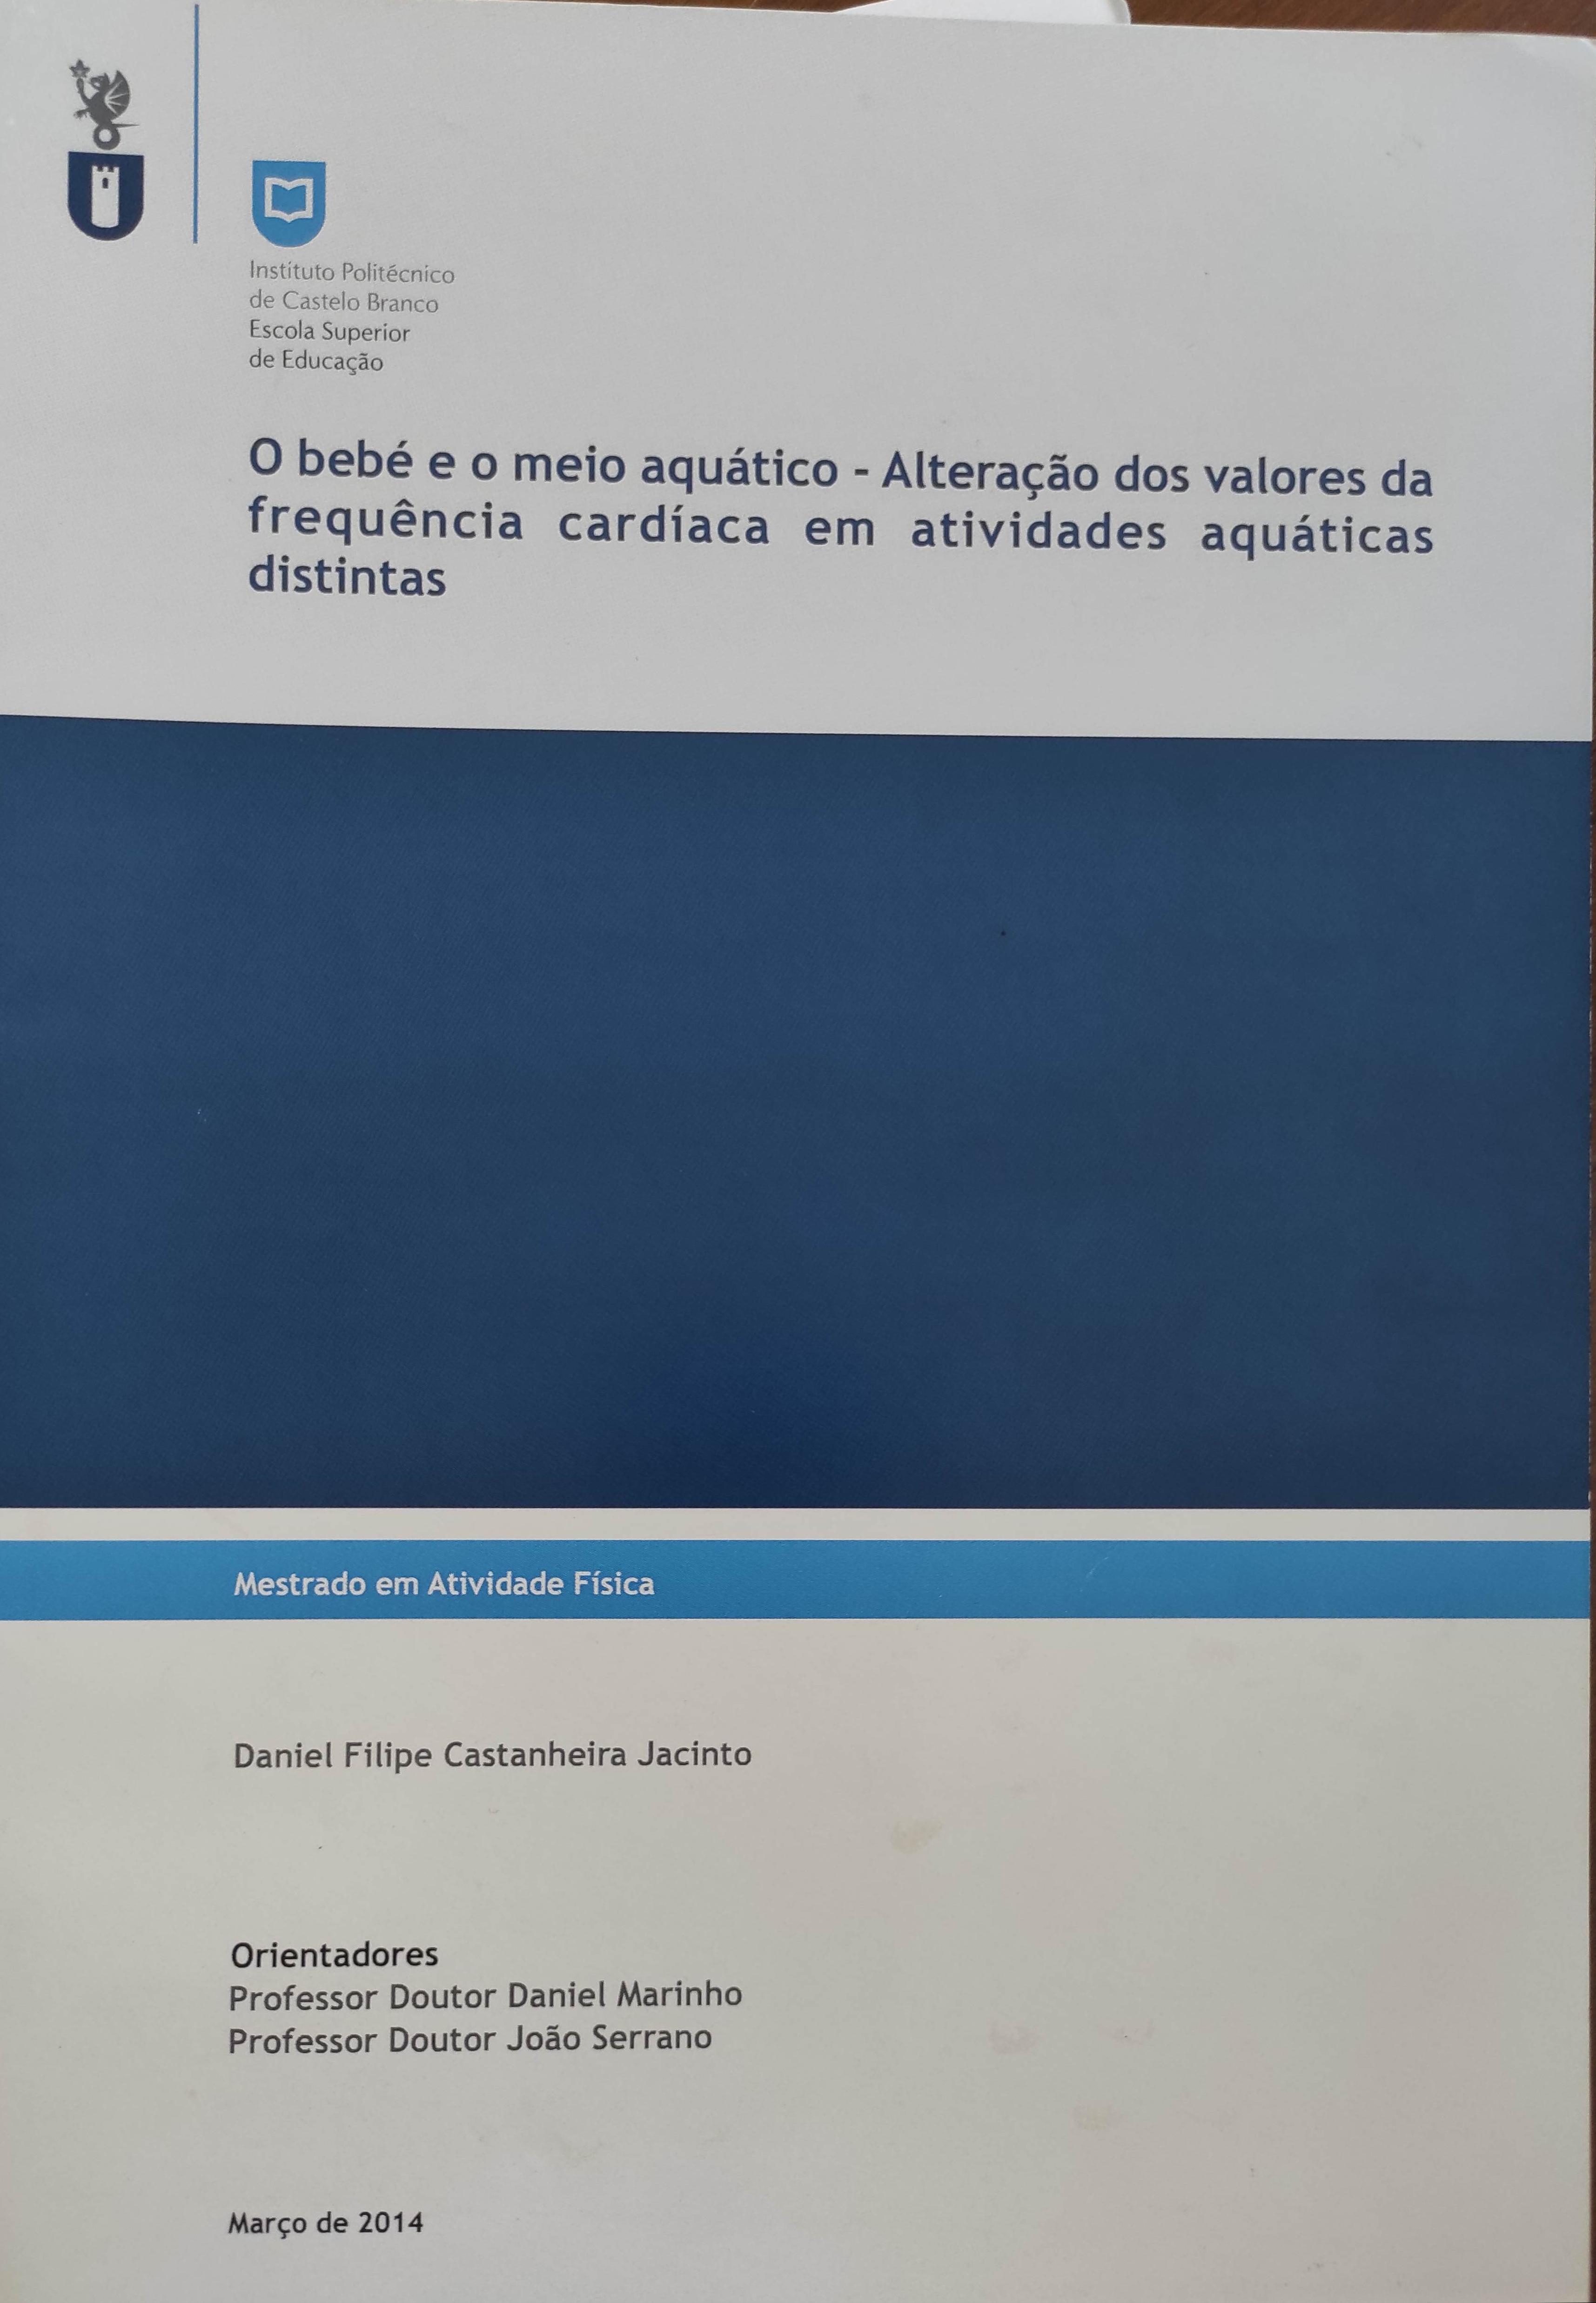 Instituto Politécnico
de Castelo Branco
Escola Superior
de Educação
O bebé e o meio aquático - Alteração dos valores da
frequência cardíaca em atividades aquáticas
distintas
Mestrado em Atividade Física
Daniel Filipe Castanheira Jacinto
Orientadores
Professor Doutor Daniel Marinho
Professor Doutor João Serrano
Março de 2014